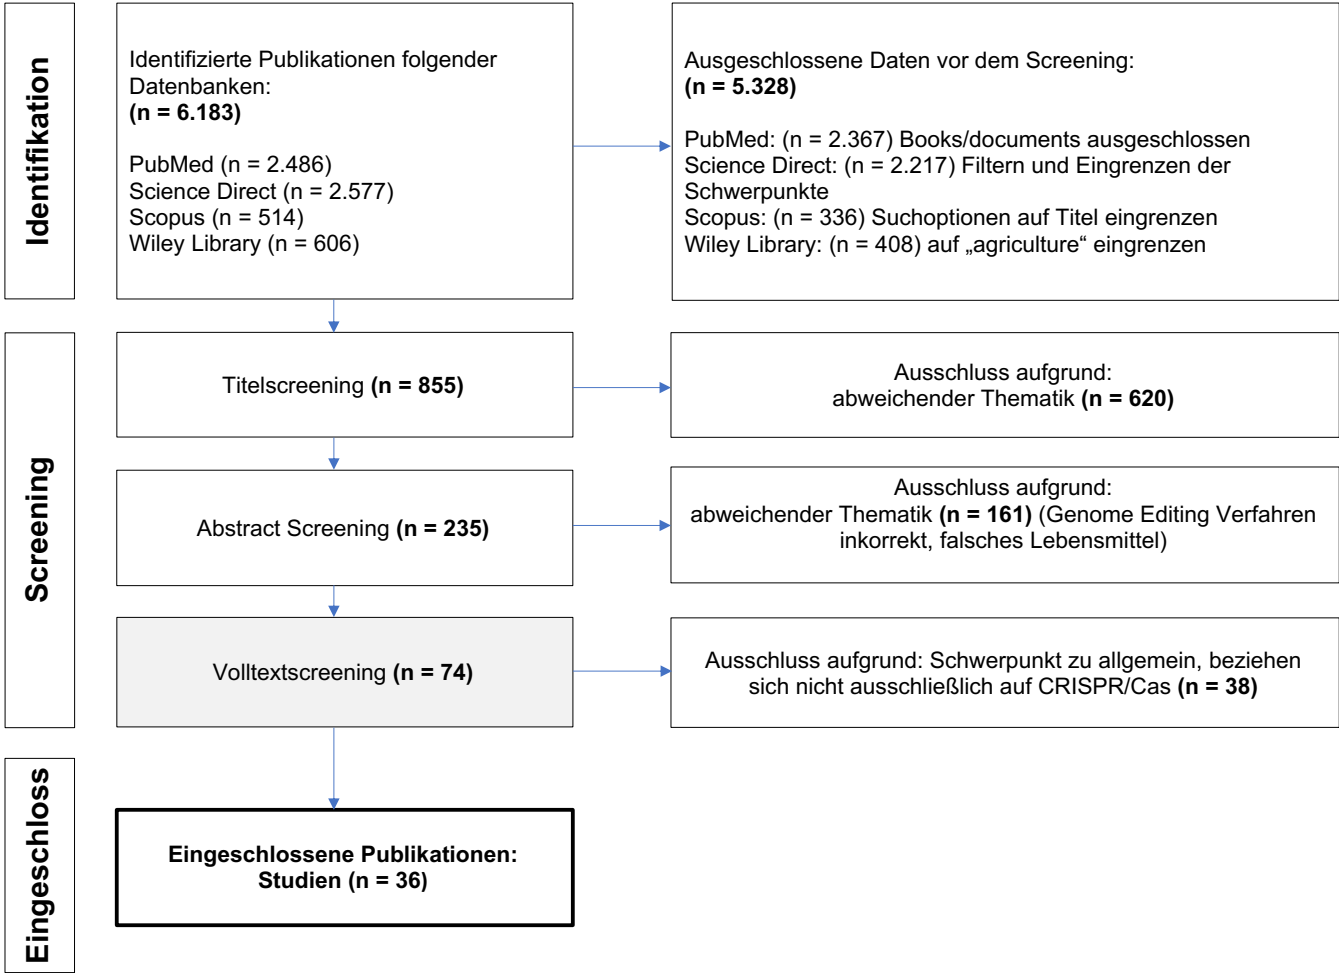 Identifikation
Identifizierte Publikationen folgender
Datenbanken:
(n = 6.183)
PubMed (n = 2.486)
Science Direct (n = 2.577)
Scopus (n = 514)
Wiley Library (n = 606)
Ausgeschlossene Daten vor dem Screening:
(n = 5.328)
PubMed: (n = 2.367) Books/documents ausgeschlossen
Science Direct: (n = 2.217) Filtern und Eingrenzen der
Schwerpunkte
Scopus: (n = 336) Suchoptionen auf Titel eingrenzen
Wiley Library: (n = 408) auf „agriculture“ eingrenzen
Screening
Titelscreening (n = 855)
Ausschluss aufgrund:
abweichender Thematik (n = 620)
Abstract Screening (n = 235)
Ausschluss aufgrund:
abweichender Thematik (n = 161) (Genome Editing Verfahren
inkorrekt, falsches Lebensmittel)
Volltextscreening (n = 74)
Ausschluss aufgrund: Schwerpunkt zu allgemein, beziehen
sich nicht ausschließlich auf CRISPR/Cas (n = 38)
Eingeschloss
Eingeschlossene Publikationen:
Studien (n = 36)